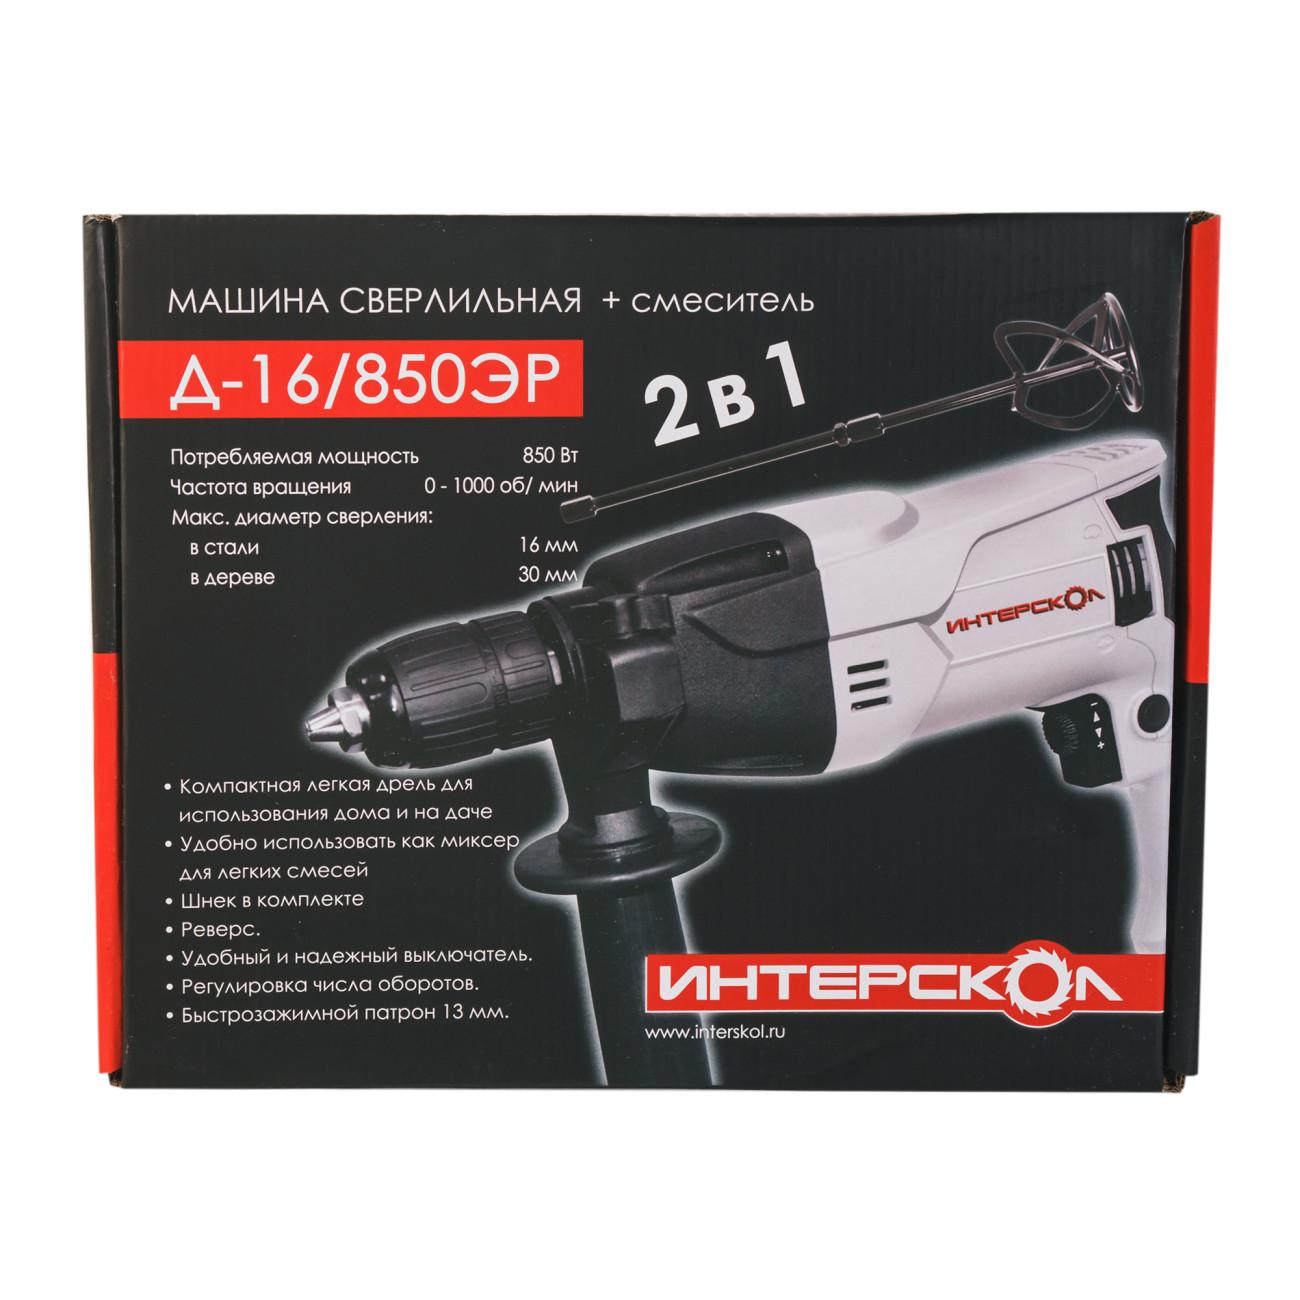 МАШИНА СВЕРЛИЛЬНАЯ + СМЕСИТЕЛЬ
Д-16/850ЭР
2 в 1
Потребляемая мощность 850 Вт
Частота вращения 0 - 1000 об/ мин
Макс. диаметр сверления:
в стали 16 мм
в дереве 30 мм
ИНТЕРСКОЛ
• Компактная легкая дрель для
использования дома и на даче
• Удобно использовать как миксер
для легких смесей
• Шнек в комплекте
• Реверс.
• Удобный и надежный выключатель.
• Регулировка числа оборотов.
• Быстрозажимной патрон 13 мм.
ИНТЕРСКОЛ
www.interskol.ru